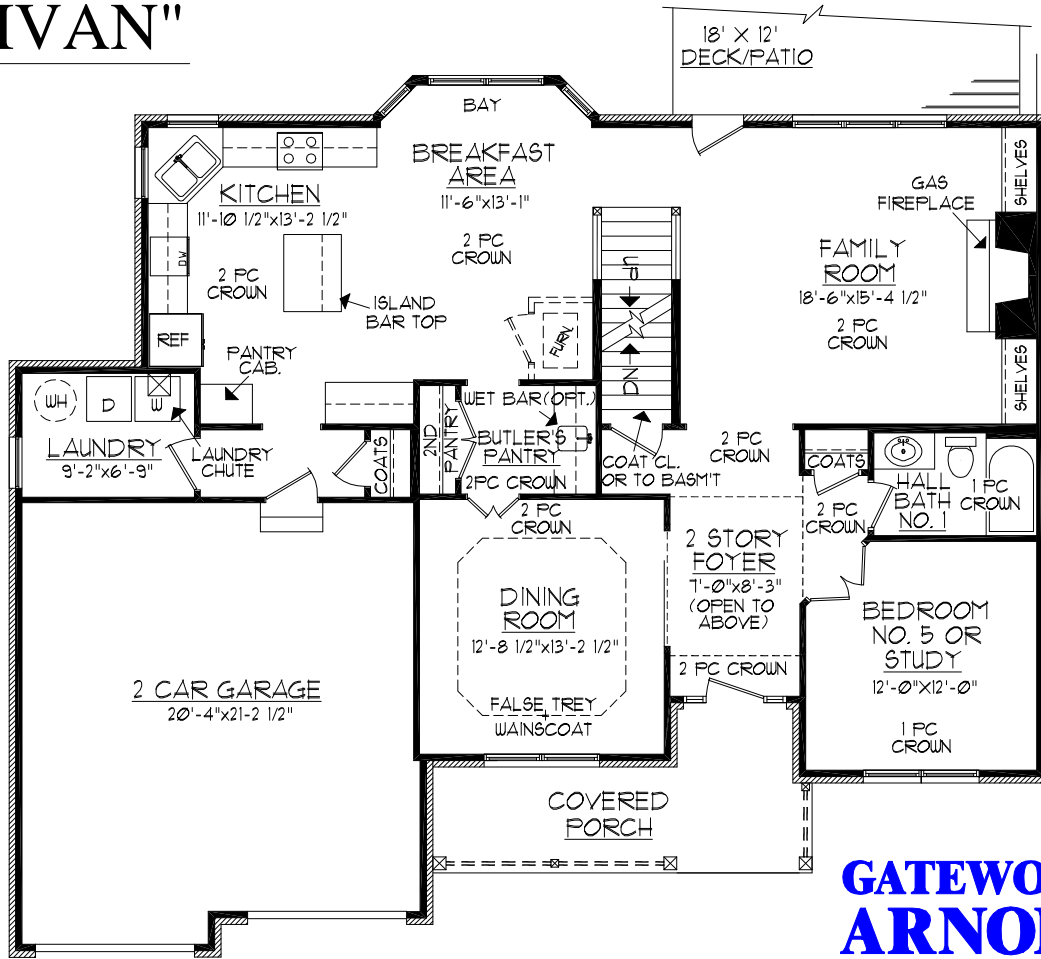 IVAN"
18' X 12'
DECK/PATIO
BAY
BREAKFAST
AREA
11'-6"x13'-1"
2 PC
CROWN
KITCHEN
11'-10 1/2"x13'-2 1/2"
2 PC
CROWN
DW
ISLAND
BAR TOP
REF
PANTRY
CAB.
FURN.
UP
DN
GAS
FIREPLACE
SHELVES
FAMILY
ROOM
18'-6"x15'-4 1/2"
2 PC
CROWN
SHELVES
WH
D
W
LAUNDRY
9'-2"x6'-9"
LAUNDRY
CHUTE
COATS
2ND
PANTRY
WET BAR(OPT.)
BUTLER'S
PANTRY
2PC CROWN
COAT CL.
OR TO BASM'T
2 PC
CROWN
COATS
2 PC
CROWN
HALL
BATH
NO. 1
1 PC
CROWN
2 PC
CROWN
DINING
ROOM
12'-8 1/2"x13'-2 1/2"
FALSE TREY
WAINSCOAT
2 STORY
FOYER
7'-0"x8'-3"
(OPEN TO
ABOVE)
2 PC CROWN
BEDROOM
NO. 5 OR
STUDY
12'-0"X12'-0"
1 PC
CROWN
2 CAR GARAGE
20'-4"x21-2 1/2"
COVERED
PORCH
GATEWO
ARNO